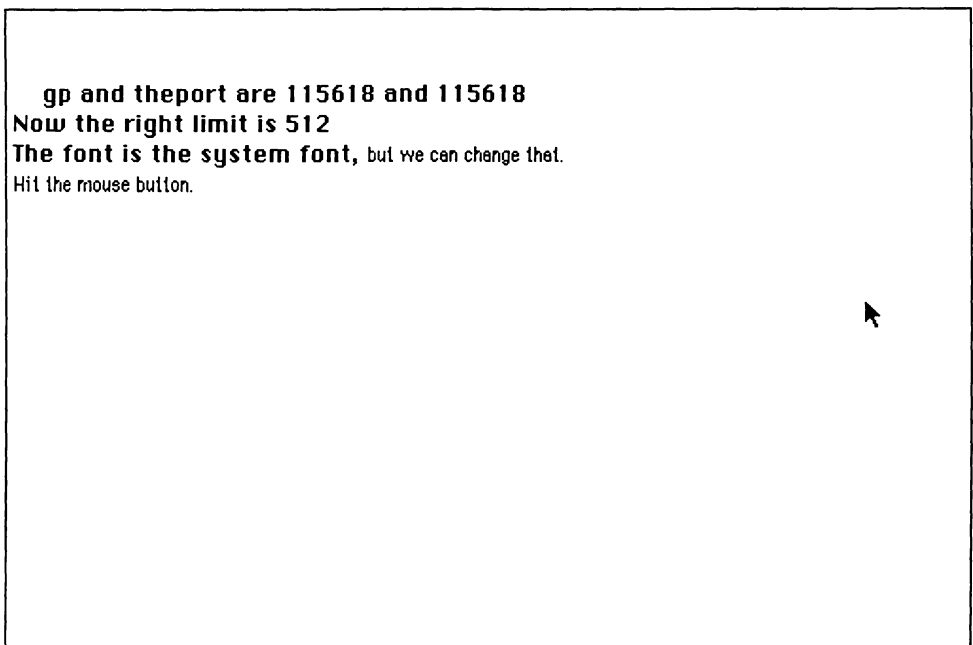 gp and theport are 115618 and 115618
Now the right limit is 512
The font is the system font, but we can change that.
Hit the mouse button.